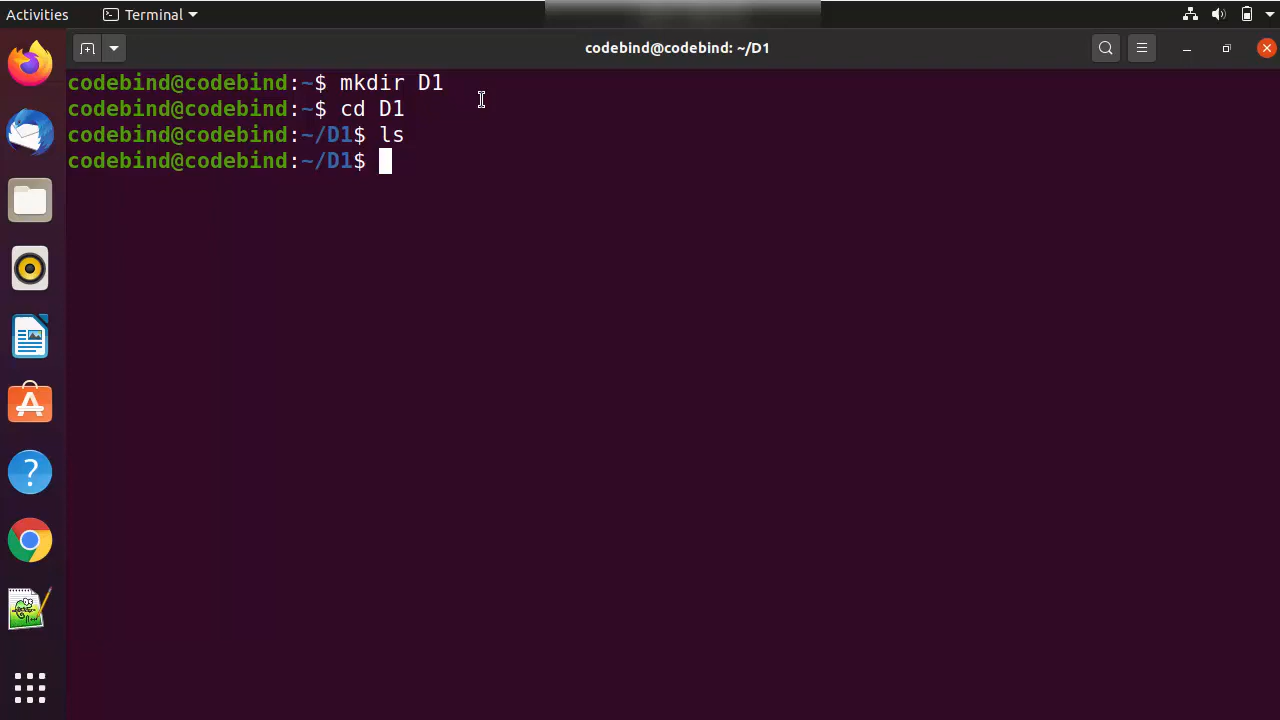 Activities Terminal
codebind@codebind: ~/D1
codebind@codebind:~$ mkdir D1
codebind@codebind:~$ cd D1
codebind@codebind:~/D1$ ls
codebind@codebind:~/D1$